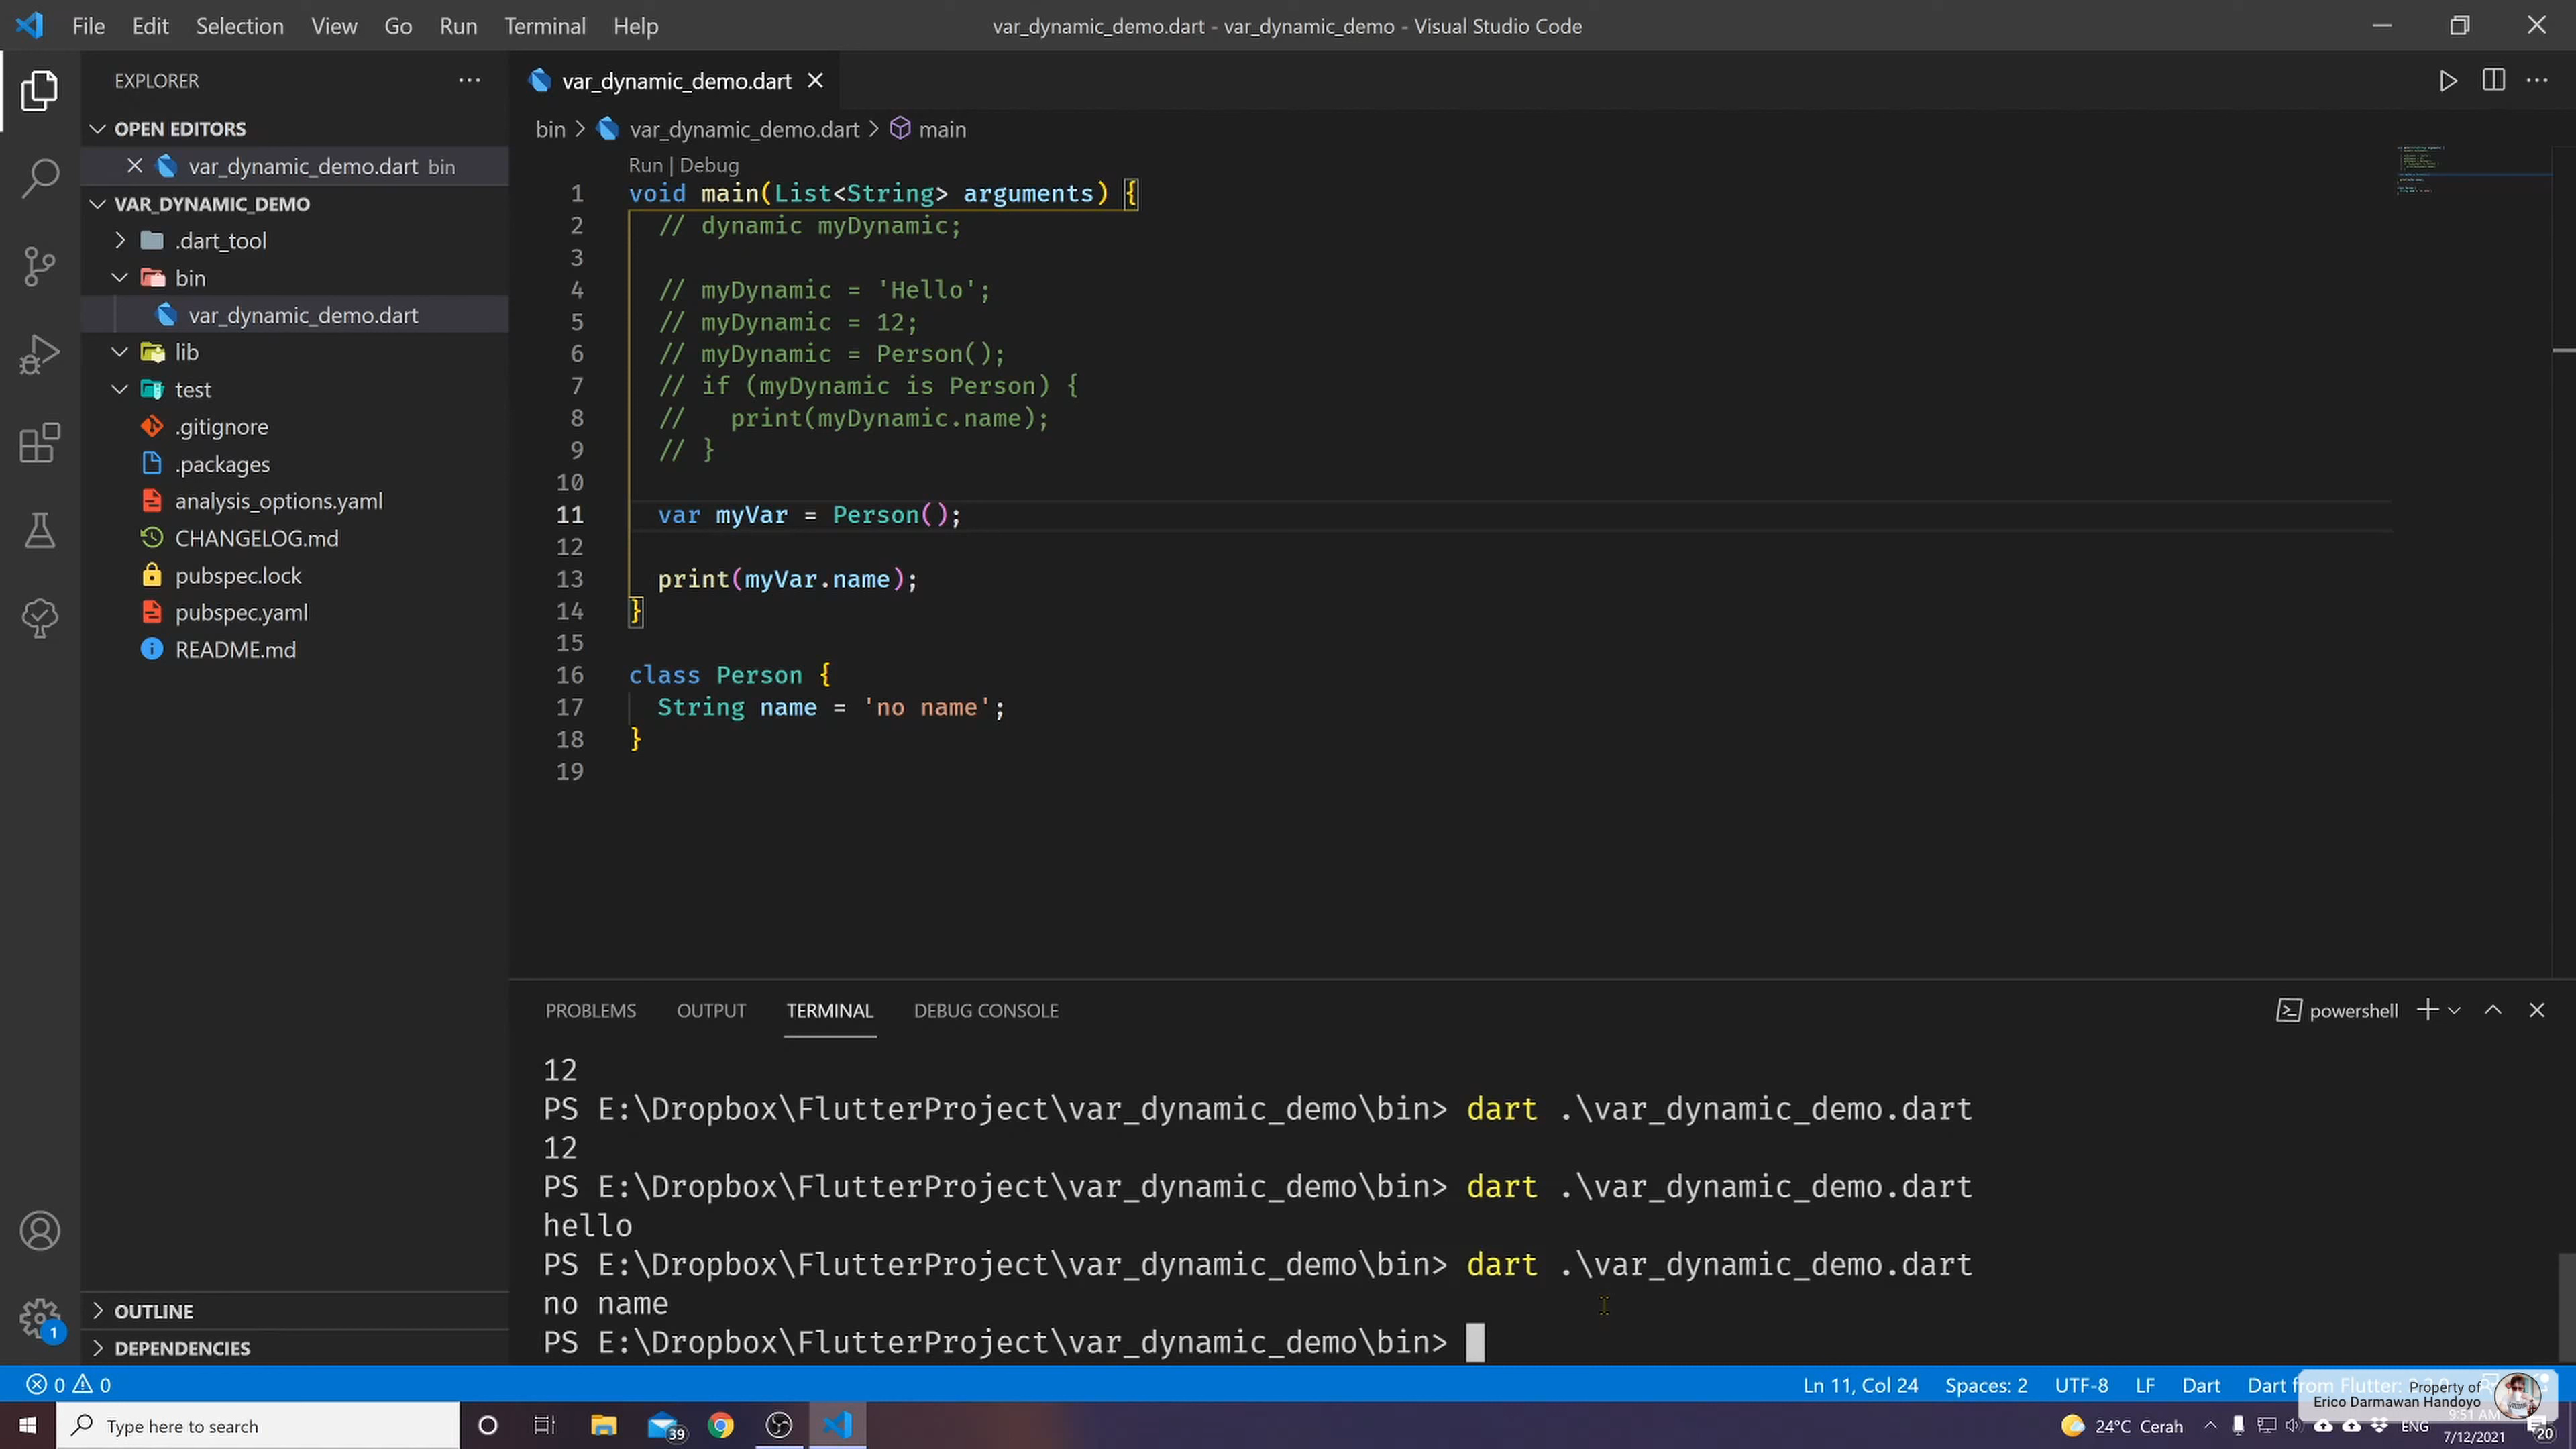 File Edit Selection View Go Run Terminal Help
var_dynamic_demo.dart - var_dynamic_demo - Visual Studio Code
EXPLORER
OPEN EDITORS
var_dynamic_demo.dart bin
VAR_DYNAMIC_DEMO
.dart_tool
bin
var_dynamic_demo.dart
lib
test
.gitignore
.packages
analysis_options.yaml
CHANGELOG.md
pubspec.lock
pubspec.yaml
README.md
OUTLINE
DEPENDENCIES
var_dynamic_demo.dart
bin > var_dynamic_demo.dart > main
Run | Debug
1 void main(List<String> arguments) {
2 // dynamic myDynamic;
3
4 // myDynamic = 'Hello';
5 // myDynamic = 12;
6 // myDynamic = Person();
7 // if (myDynamic is Person) {
8 //   print(myDynamic.name);
9 // }
10
11 var myVar = Person();
12
13 print(myVar.name);
14 }
15
16 class Person {
17 String name = 'no name';
18 }
19
PROBLEMS OUTPUT TERMINAL DEBUG CONSOLE
powershell
12
PS E:\Dropbox\FlutterProject\var_dynamic_demo\bin> dart .\var_dynamic_demo.dart
12
PS E:\Dropbox\FlutterProject\var_dynamic_demo\bin> dart .\var_dynamic_demo.dart
hello
PS E:\Dropbox\FlutterProject\var_dynamic_demo\bin> dart .\var_dynamic_demo.dart
no name
PS E:\Dropbox\FlutterProject\var_dynamic_demo\bin>
1
0 0
Ln 11, Col 24 Spaces: 2 UTF-8 LF Dart Dart from Flutter:
Property of
Erico Darmawan Handoyo
Type here to search
39
24°C Cerah
ENG
9:51 AM
7/12/2021
20